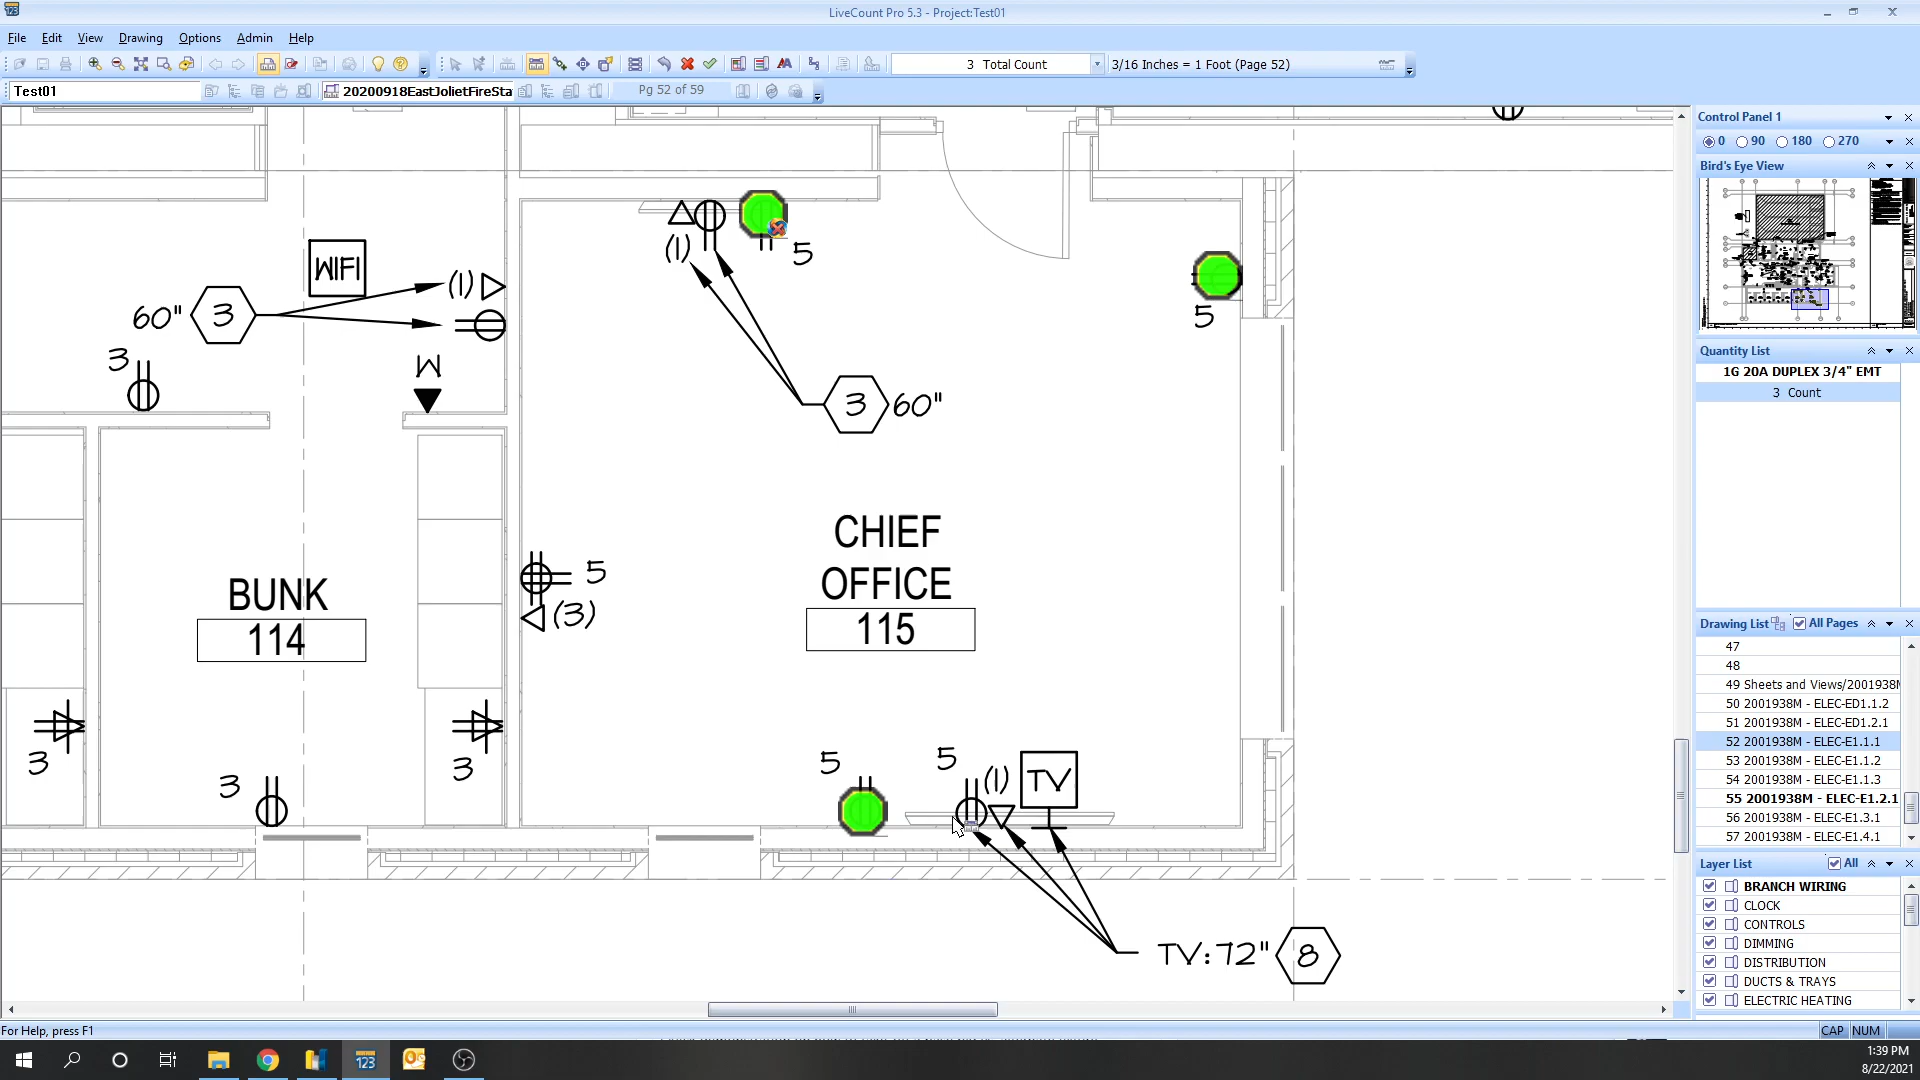 LiveCount Pro 5.3 - Project:Test01
File Edit View Drawing Options Admin Help
3 Total Count
3/16 Inches = 1 Foot (Page 52)
Test01
20200918EastJolietFireSta
Pg 52 of 59
(1)
5
5
WIFI
60" 3
(1)
3
W
3 60"
CHIEF
OFFICE
115
BUNK
114
5
(3)
3
3
3
5
5
(1)
TV
TV:72" 8
Control Panel 1
0 90 180 270
Bird's Eye View
Quantity List
1G 20A DUPLEX 3/4" EMT
3 Count
Drawing List All Pages
47
48
49 Sheets and Views/2001938M
50 2001938M - ELEC-ED1.1.2
51 2001938M - ELEC-ED1.2.1
52 2001938M - ELEC-E1.1.1
53 2001938M - ELEC-E1.1.2
54 2001938M - ELEC-E1.1.3
55 2001938M - ELEC-E1.2.1
56 2001938M - ELEC-E1.3.1
57 2001938M - ELEC-E1.4.1
Layer List All
BRANCH WIRING
CLOCK
CONTROLS
DIMMING
DISTRIBUTION
DUCTS & TRAYS
ELECTRIC HEATING
For Help, press F1
CAP NUM
123
1:39 PM
8/22/2021